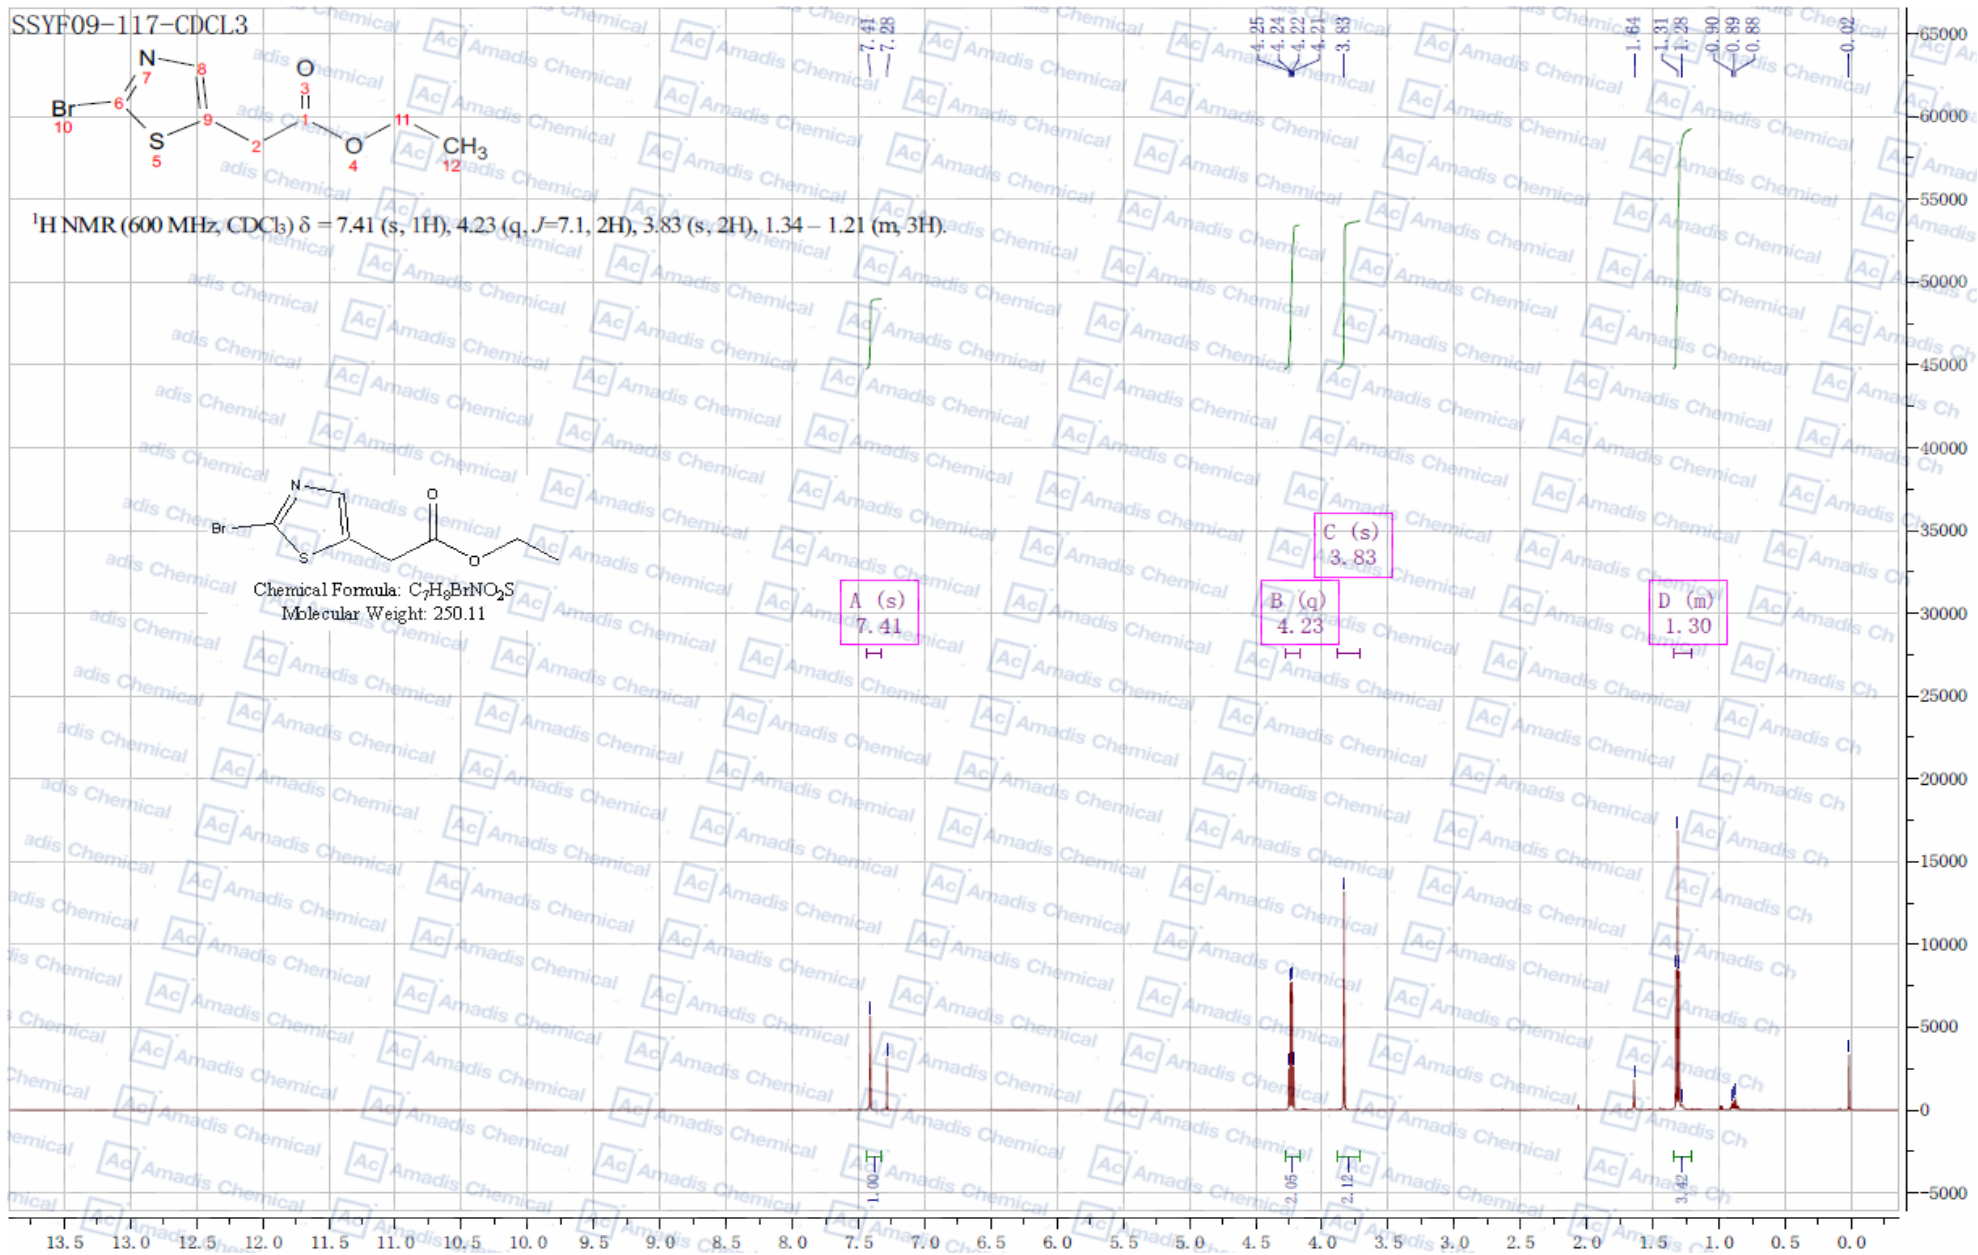 SSYF09-117-CDCL3
7.41
7.28
4.25
4.24
4.22
4.21
3.83
1.64
1.31
1.28
0.90
0.89
0.88
-0.02
N
7
8
O
3
Br
10
6
9
1
11
S
5
2
O
4
CH3
12
¹H NMR (600 MHz, CDCl₃) δ = 7.41 (s, 1H), 4.23 (q, J=7.1, 2H), 3.83 (s, 2H), 1.34 – 1.21 (m, 3H).
N
O
Br
S
O
Chemical Formula: C₇H₈BrNO₂S
Molecular Weight: 250.11
C (s)
3.83
A (s)
7.41
B (q)
4.23
D (m)
1.30
65000
60000
55000
50000
45000
40000
35000
30000
25000
20000
15000
10000
5000
0
-5000
1.00
2.05
2.12
3.42
13.5 13.0 12.5 12.0 11.5 11.0 10.5 10.0 9.5 9.0 8.5 8.0 7.5 7.0 6.5 6.0 5.5 5.0 4.5 4.0 3.5 3.0 2.5 2.0 1.5 1.0 0.5 0.0
Ac Amadis Chemical